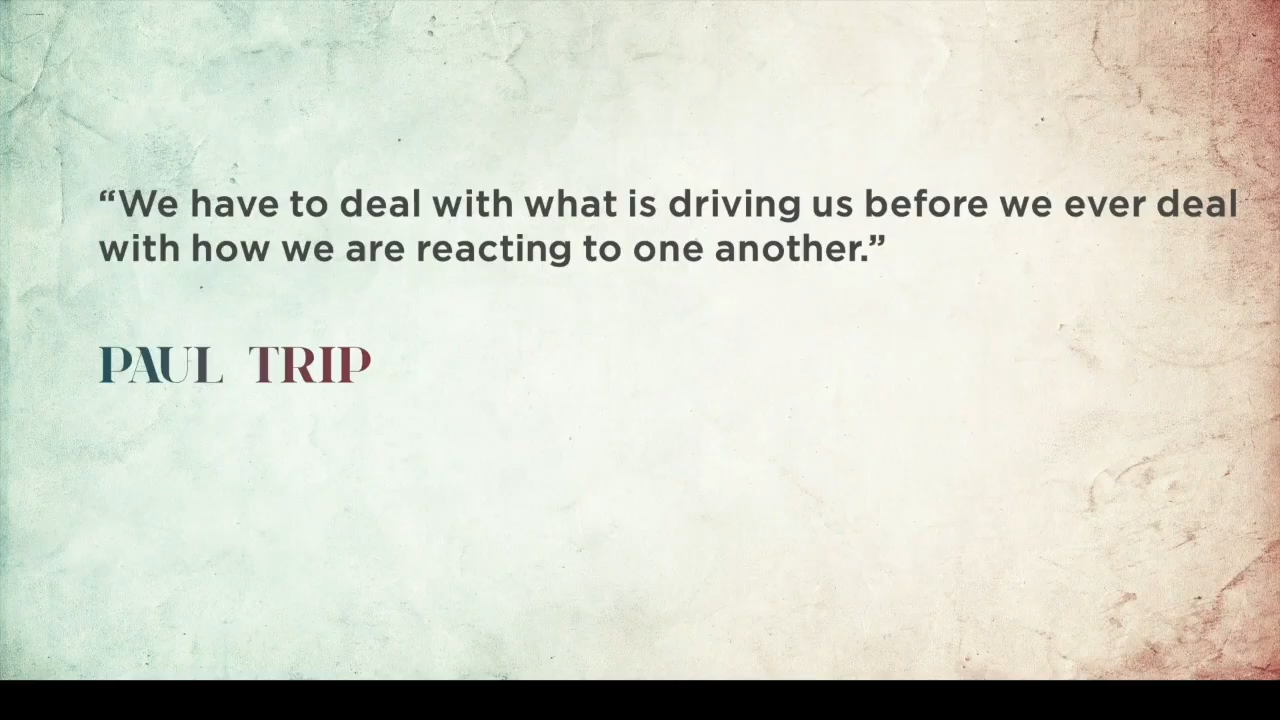 “We have to deal with what is driving us before we ever deal
with how we are reacting to one another.”
PAUL TRIP